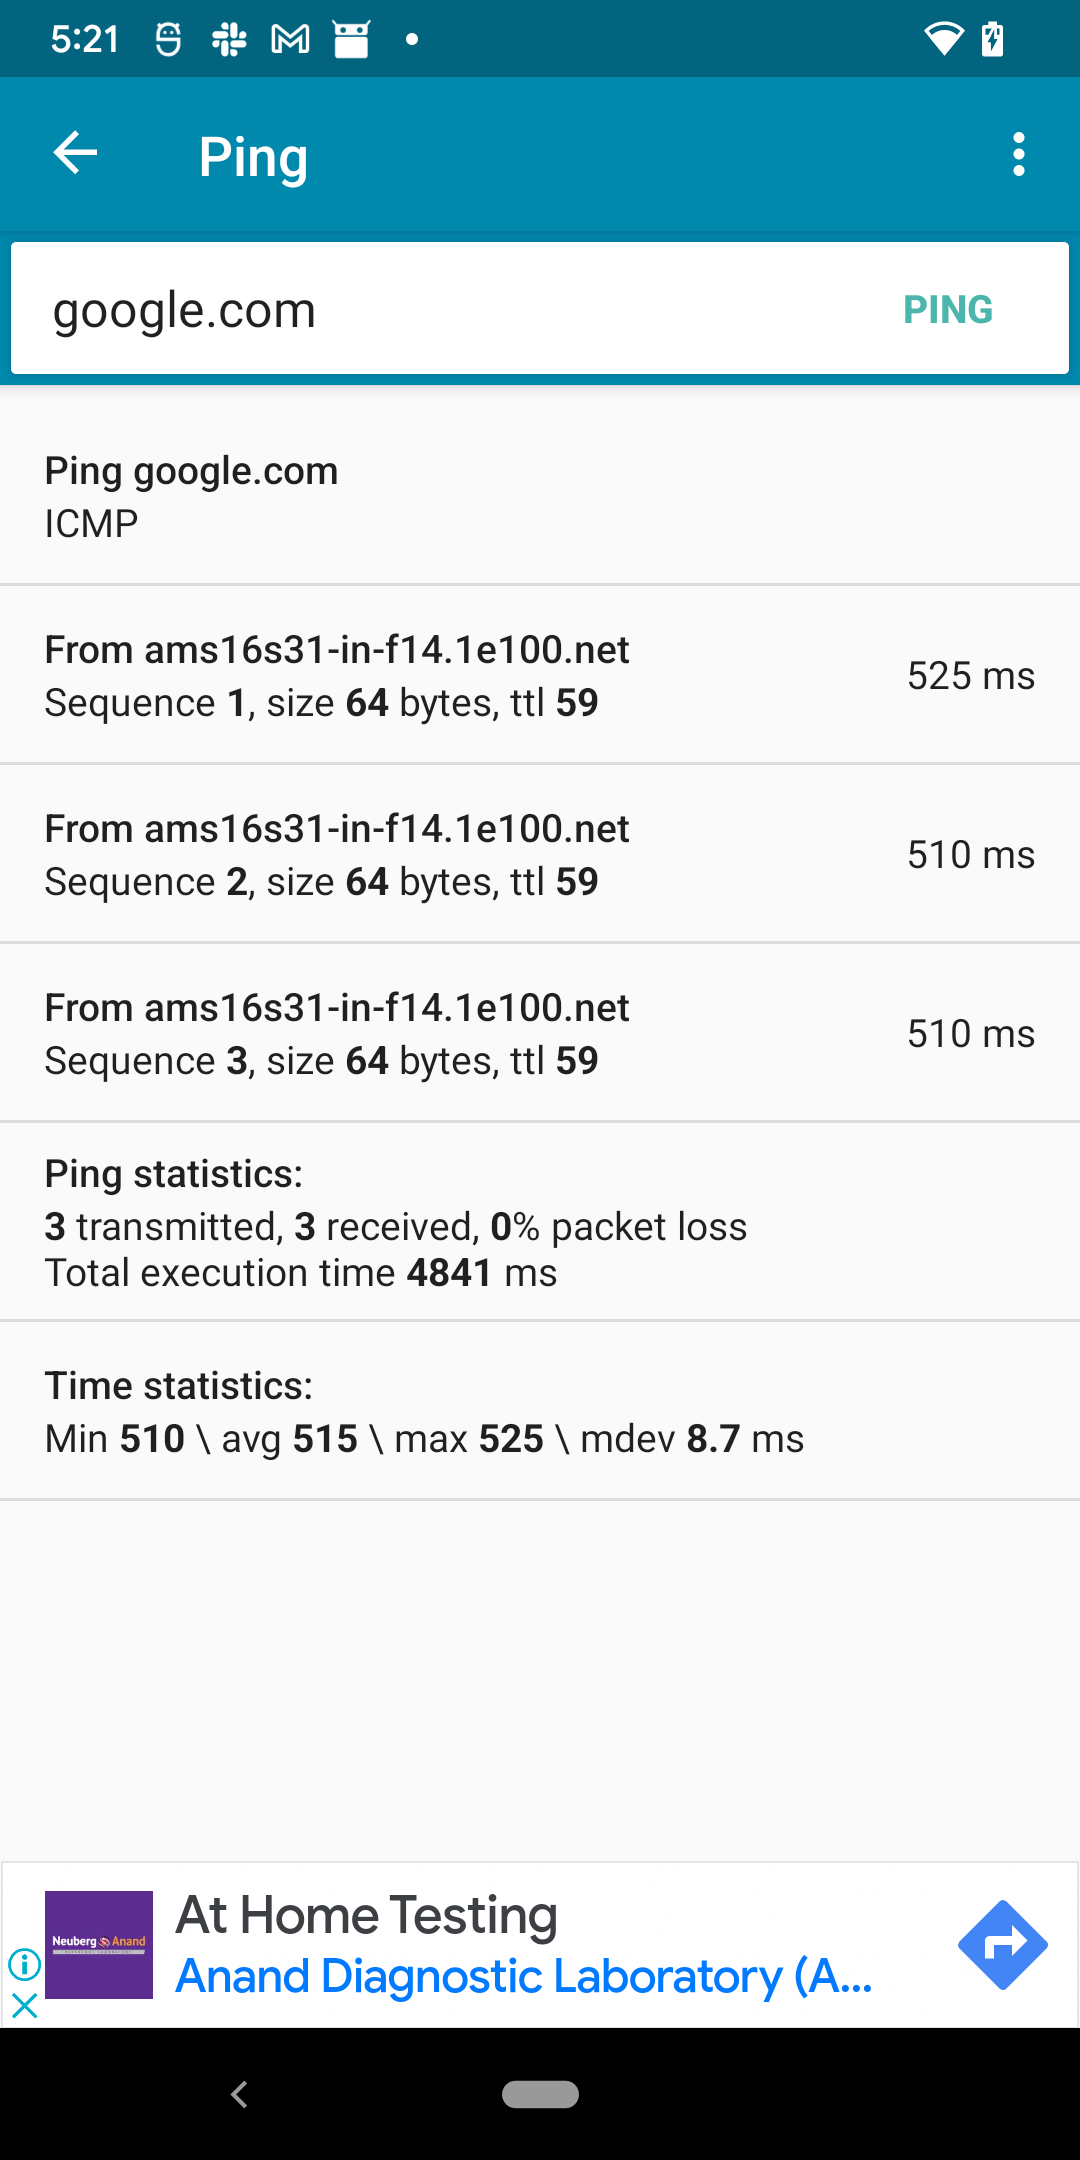 5:21
Ping
google.com
PING
Ping google.com
ICMP
From ams16s31-in-f14.1e100.net
Sequence 1, size 64 bytes, ttl 59
525 ms
From ams16s31-in-f14.1e100.net
Sequence 2, size 64 bytes, ttl 59
510 ms
From ams16s31-in-f14.1e100.net
Sequence 3, size 64 bytes, ttl 59
510 ms
Ping statistics:
3 transmitted, 3 received, 0% packet loss
Total execution time 4841 ms
Time statistics:
Min 510 \ avg 515 \ max 525 \ mdev 8.7 ms
Neuberg Anand
At Home Testing
Anand Diagnostic Laboratory (A...